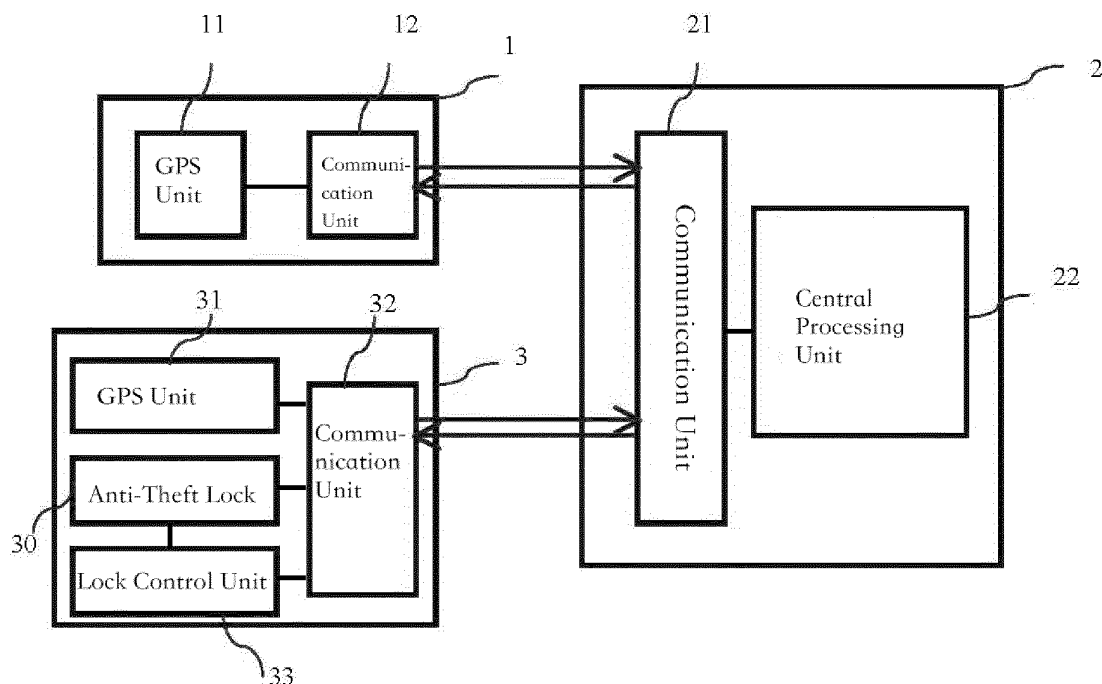 11
12
1
21
2
GPS
Unit
Communi-
cation
Unit
Communication Unit
Central
Processing
Unit
22
31
32
3
GPS Unit
Commu-
nication
Unit
Anti-Theft Lock
30
Lock Control Unit
33